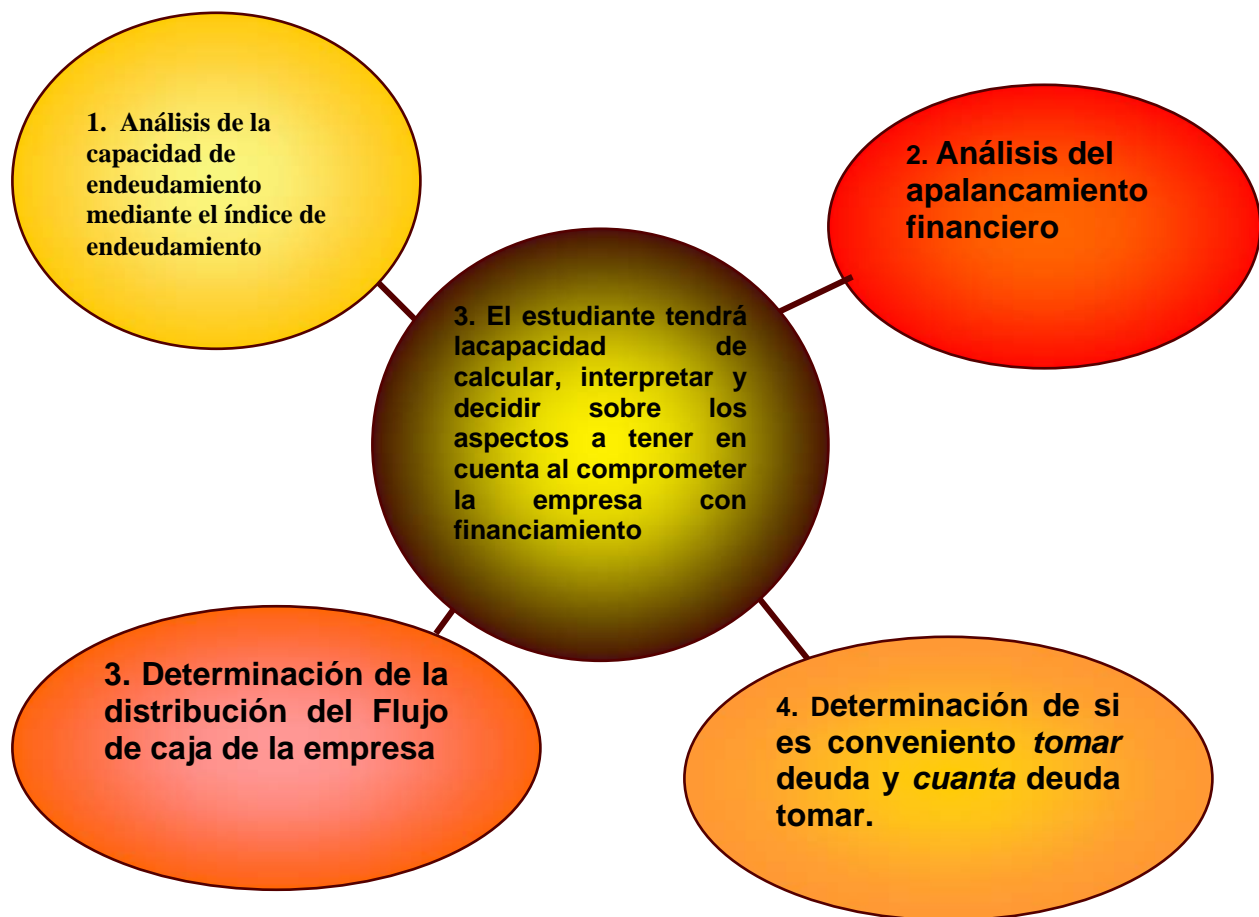 1. Análisis de la
capacidad de
endeudamiento
mediante el índice de
endeudamiento
2. Análisis del
apalancamiento
financiero
3. El estudiante tendrá
lacapacidad de
calcular, interpretar y
decidir sobre los
aspectos a tener en
cuenta al comprometer
la empresa con
financiamiento
3. Determinación de la
distribución del Flujo
de caja de la empresa
4. Determinación de si
es conveniento tomar
deuda y cuanta deuda
tomar.